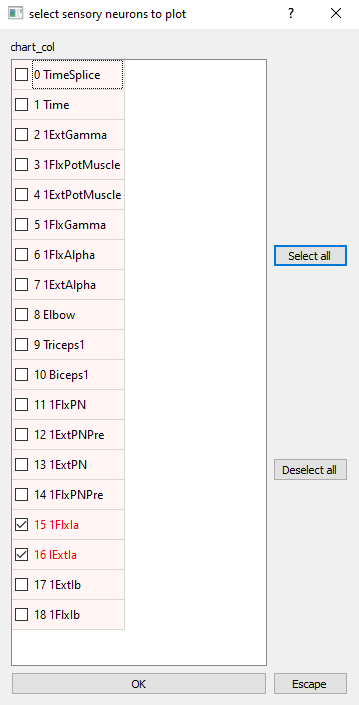 select sensory neurons to plot
?
chart_col
0 TimeSplice
1 Time
2 1ExtGamma
3 1FlxPotMuscle
4 1ExtPotMuscle
5 1FlxGamma
6 1FlxAlpha
7 1ExtAlpha
8 Elbow
9 Triceps1
10 Biceps1
11 1FlxPN
12 1ExtPNPre
13 1ExtPN
14 1FlxPNPre
15 1FlxIa
16 IExtIa
17 1ExtIb
18 1FlxIb
Select all
Deselect all
OK
Escape